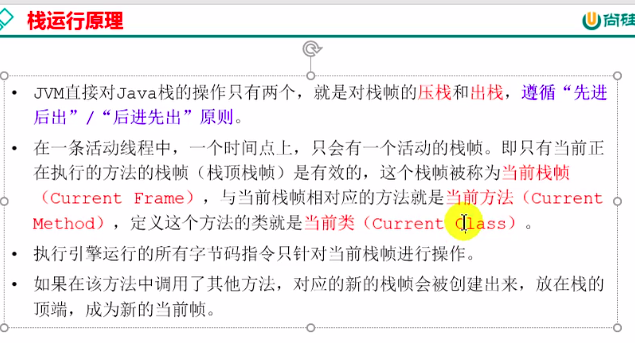 栈运行原理
尚硅
• JVM直接对Java栈的操作只有两个，就是对栈帧的压栈和出栈，遵循“先进
后出”/“后进先出”原则。
• 在一条活动线程中，一个时间点上，只会有一个活动的栈帧。即只有当前正
在执行的方法的栈帧（栈顶栈帧）是有效的，这个栈帧被称为当前栈帧
（Current Frame），与当前栈帧相对应的方法就是当前方法（Current
Method），定义这个方法的类就是当前类（Current Class）。
• 执行引擎运行的所有字节码指令只针对当前栈帧进行操作。
• 如果在该方法中调用了其他方法，对应的新的栈帧会被创建出来，放在栈的
顶端，成为新的当前帧。